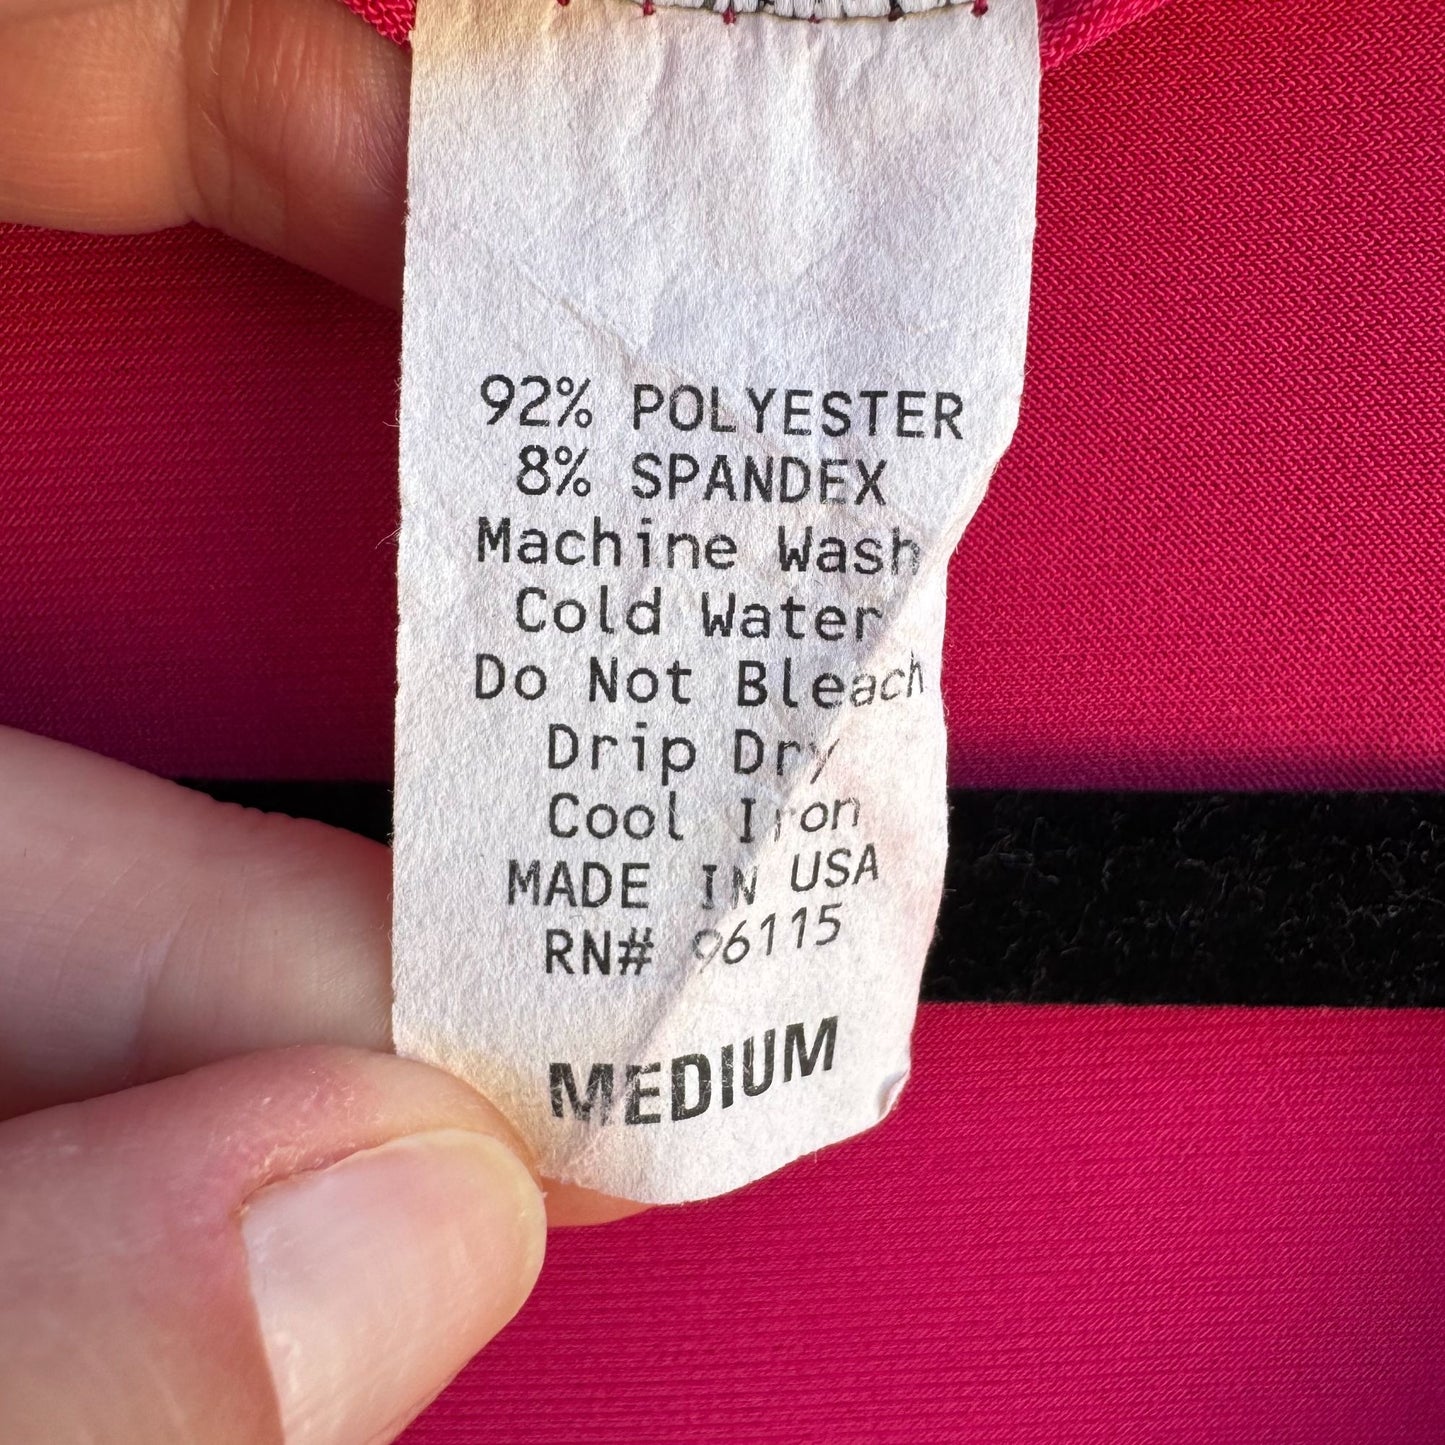 92% POLYESTER
8% SPANDEX
Machine Wash
Cold Water
Do Not Bleach
Drip Dry
Cool Iron
MADE IN USA
RN# 96115
MEDIUM